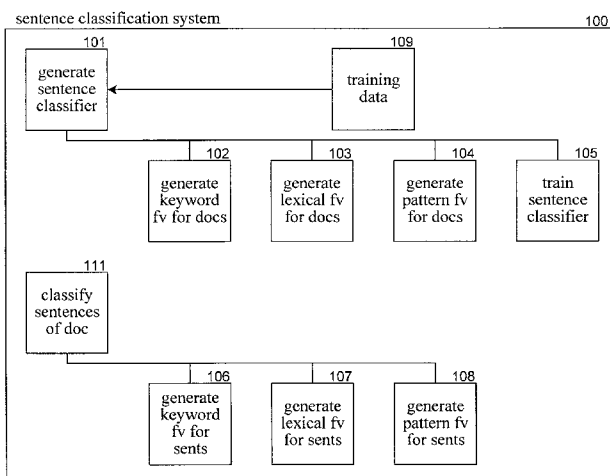 sentence classification system
100
101
109
generate
sentence
classifier
training
data
102
103
104
105
generate
keyword
fv for docs
generate
lexical fv
for docs
generate
pattern fv
for docs
train
sentence
classifier
111
classify
sentences
of doc
106
107
108
generate
keyword
fv for
sents
generate
lexical fv
for sents
generate
pattern fv
for sents